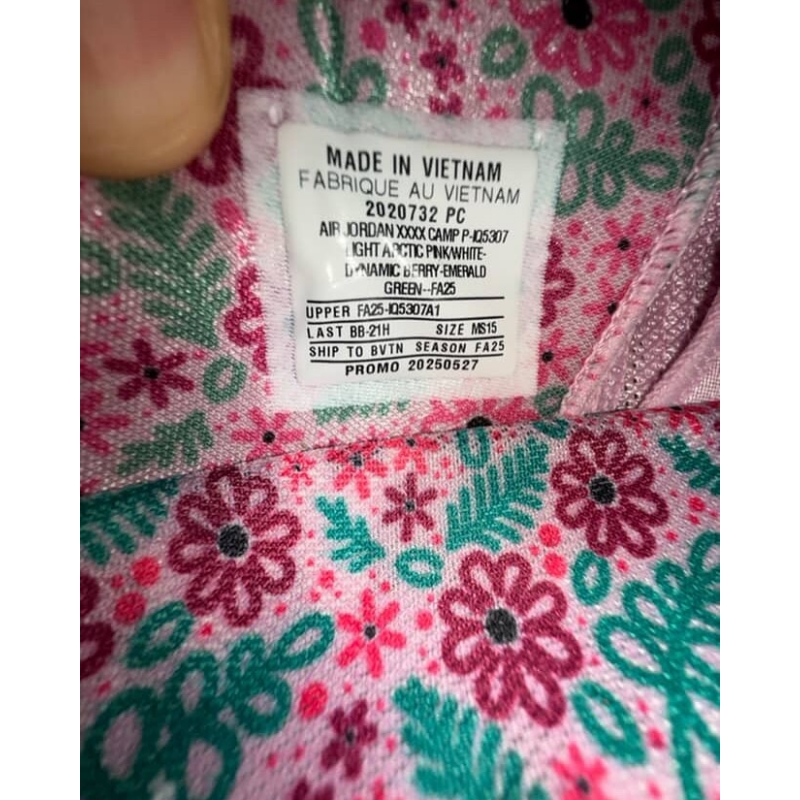 MADE IN VIETNAM
FABRIQUE AU VIETNAM
2020732 PC
AIR JORDAN XXXX CAMP P-IQ5307
LIGHT ARCTIC PINK/WHITE-
DYNAMIC BERRY-EMERALD
GREEN--FA25
UPPER FA25-IQ5307A1
LAST BB-21H SIZE MS15
SHIP TO BVTN SEASON FA25
PROMO 20250527